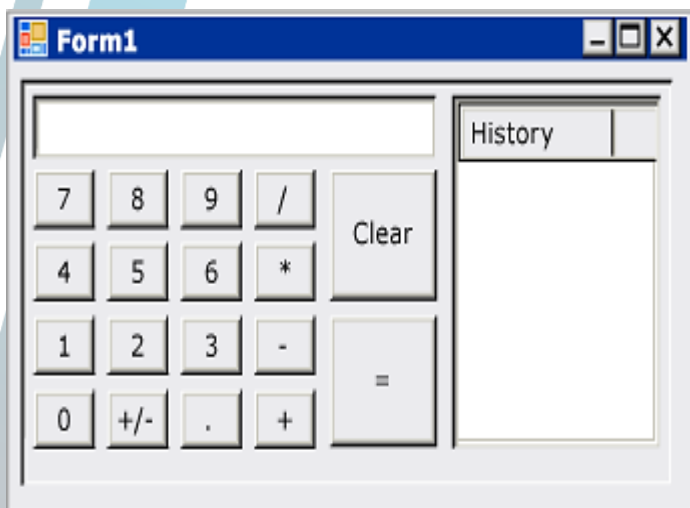 Form1
History
7 8 9 / Clear
4 5 6 *
1 2 3 - =
0 +/- . +